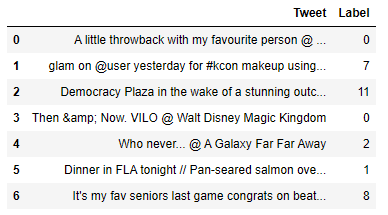 Tweet Label
0 A little throwback with my favourite person @ ... 0
1 glam on @user yesterday for #kcon makeup using... 7
2 Democracy Plaza in the wake of a stunning outc... 11
3 Then &amp; Now. VILO @ Walt Disney Magic Kingdom 0
4 Who never... @ A Galaxy Far Far Away 2
5 Dinner in FLA tonight // Pan-seared salmon ove... 1
6 It's my fav seniors last game congrats on beat... 8